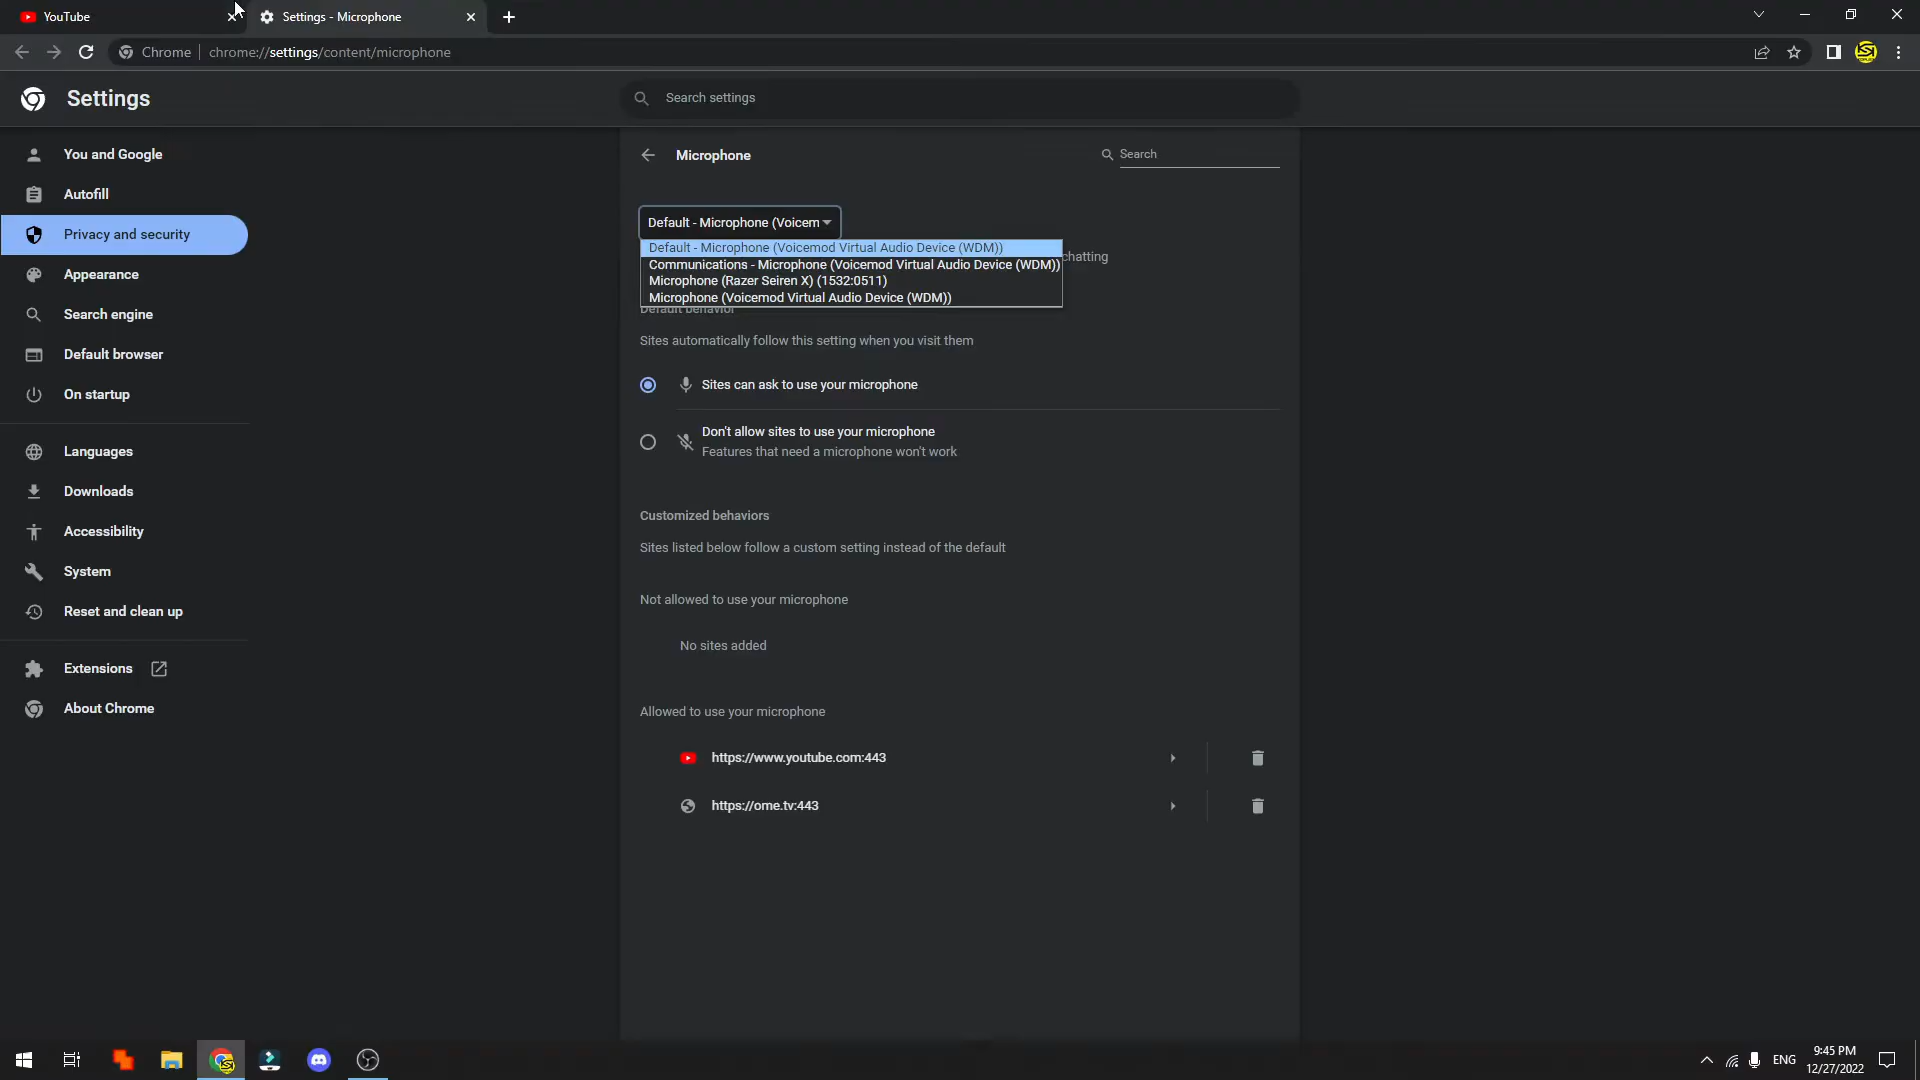 YouTube
Settings - Microphone
Chrome
chrome://settings/content/microphone
Settings
Search settings
You and Google
Autofill
Privacy and security
Appearance
Search engine
Default browser
On startup
Languages
Downloads
Accessibility
System
Reset and clean up
Extensions
About Chrome
Microphone
Search
Default - Microphone (Voicem
Default - Microphone (Voicemod Virtual Audio Device (WDM))
chatting
Communications - Microphone (Voicemod Virtual Audio Device (WDM))
Microphone (Razer Seiren X) (1532:0511)
Microphone (Voicemod Virtual Audio Device (WDM))
Default behavior
Sites automatically follow this setting when you visit them
Sites can ask to use your microphone
Don't allow sites to use your microphone
Features that need a microphone won't work
Customized behaviors
Sites listed below follow a custom setting instead of the default
Not allowed to use your microphone
No sites added
Allowed to use your microphone
https://www.youtube.com:443
https://ome.tv:443
ENG
9:45 PM
12/27/2022